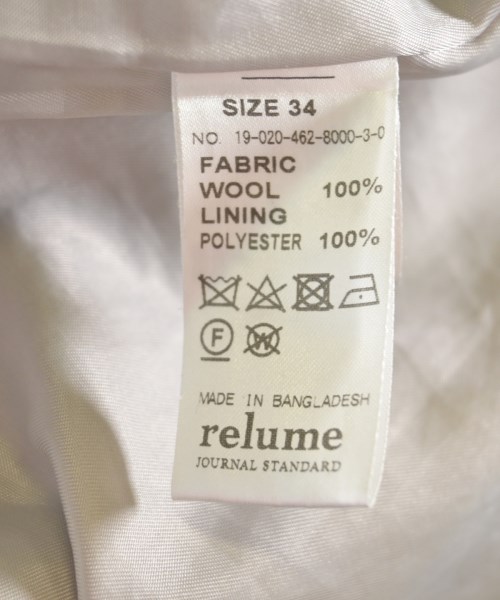 SIZE 34
NO. 19-020-462-8000-3-0
FABRIC
WOOL 100%
LINING
POLYESTER 100%
F
W
MADE IN BANGLADESH
relume
JOURNAL STANDARD